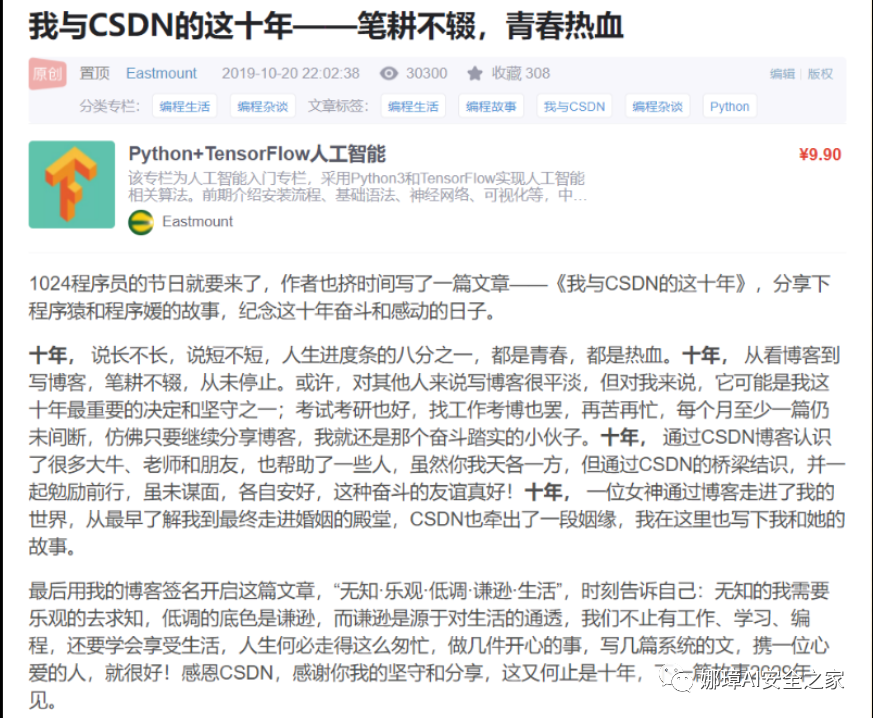 我与CSDN的这十年——笔耕不辍，青春热血
原创 置顶 Eastmount 2019-10-20 22:02:38 30300 收藏 308 编辑 版权
分类专栏： 编程生活 编程杂谈 文章标签： 编程生活 编程故事 我与CSDN 编程杂谈 Python
Python+TensorFlow人工智能 ¥9.90
该专栏为人工智能入门专栏，采用Python3和TensorFlow实现人工智能
相关算法。前期介绍安装流程、基础语法、神经网络、可视化等，中…
Eastmount
1024程序员的节日就要来了，作者也挤时间写了一篇文章——《我与CSDN的这十年》，分享下
程序猿和程序媛的故事，纪念这十年奋斗和感动的日子。
十年， 说长不长，说短不短，人生进度条的八分之一，都是青春，都是热血。十年， 从看博客到
写博客，笔耕不辍，从未停止。或许，对其他人来说写博客很平淡，但对我来说，它可能是我这
十年最重要的决定和坚守之一；考试考研也好，找工作考博也罢，再苦再忙，每个月至少一篇仍
未间断，仿佛只要继续分享博客，我就还是那个奋斗踏实的小伙子。十年， 通过CSDN博客认识
了很多大牛、老师和朋友，也帮助了一些人，虽然你我天各一方，但通过CSDN的桥梁结识，并一
起勉励前行，虽未谋面，各自安好，这种奋斗的友谊真好！十年， 一位女神通过博客走进了我的
世界，从最早了解我到最终走进婚姻的殿堂，CSDN也牵出了一段姻缘，我在这里也写下我和她的
故事。
最后用我的博客签名开启这篇文章，“无知·乐观·低调·谦逊·生活”，时刻告诉自己：无知的我需要
乐观的去求知，低调的底色是谦逊，而谦逊是源于对生活的通透，我们不止有工作、学习、编
程，还要学会享受生活，人生何必走得这么匆忙，做几件开心的事，写几篇系统的文，携一位心
爱的人，就很好！感恩CSDN，感谢你我的坚守和分享，这又何止是十年，
见。
娜璋AI安全之家